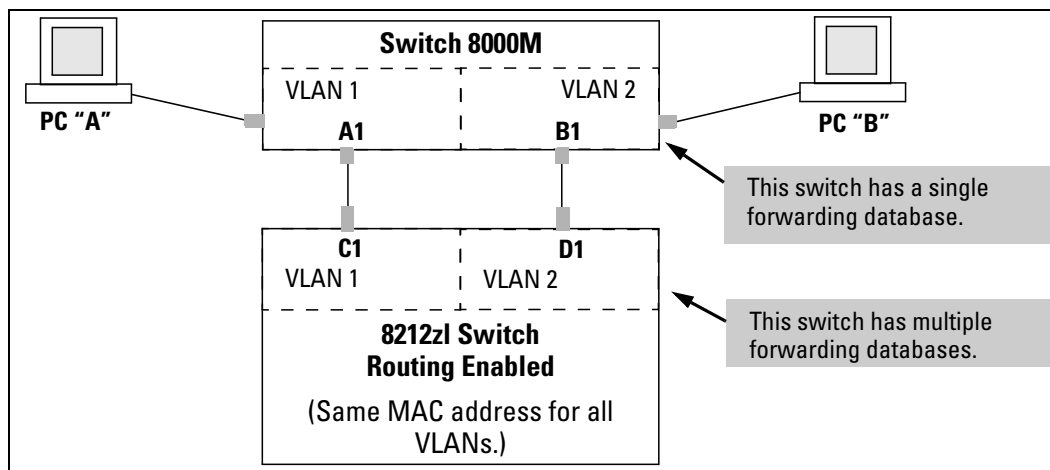 Switch 8000M
VLAN 1
VLAN 2
PC “A”
A1
B1
PC “B”
This switch has a single
forwarding database.
C1
D1
VLAN 1
VLAN 2
This switch has multiple
forwarding databases.
8212zl Switch
Routing Enabled
(Same MAC address for all
VLANs.)